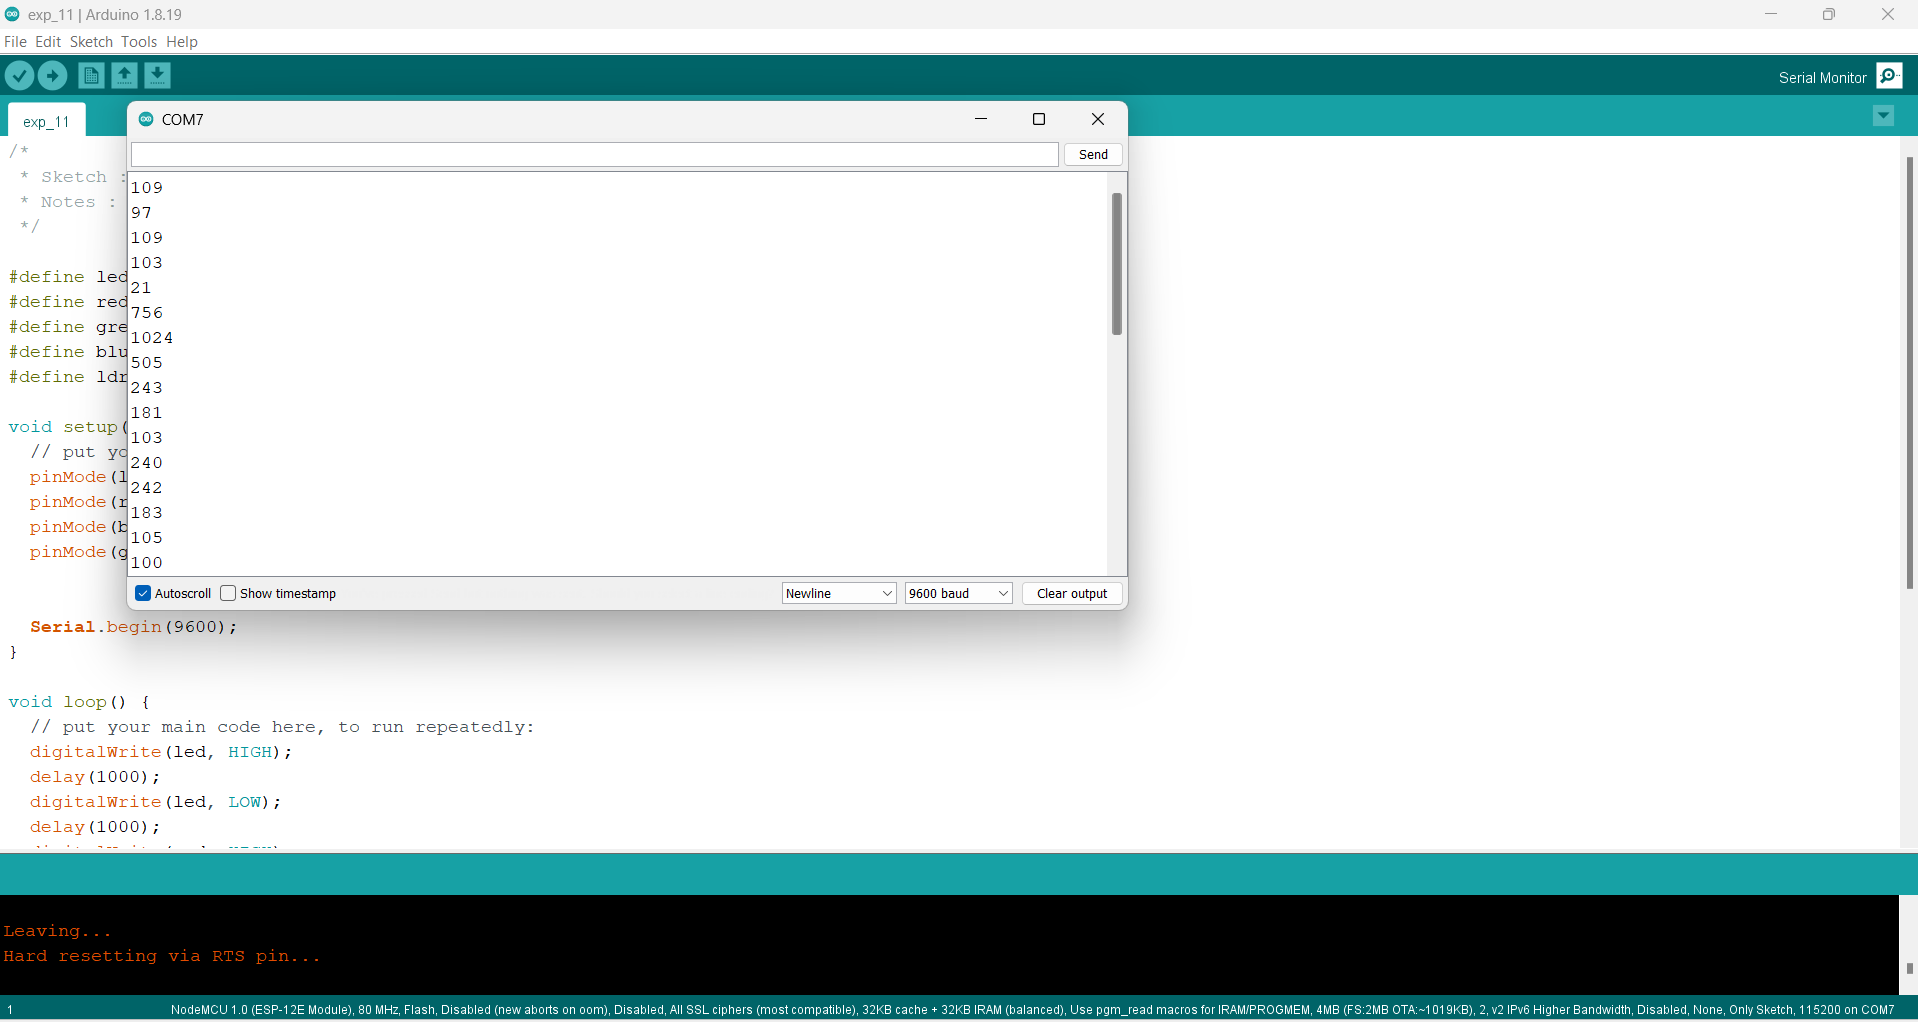 exp_11 | Arduino 1.8.19
File Edit Sketch Tools Help
Serial Monitor
exp_11
COM7
Send
109
97
109
103
21
756
1024
505
243
181
103
240
242
183
105
100
Autoscroll Show timestamp Newline 9600 baud Clear output
/*
* Sketch :
* Notes :
*/
#define led
#define red
#define gre
#define blu
#define ldr
void setup(
// put yo
pinMode(l
pinMode(r
pinMode(b
pinMode(g
Serial.begin(9600);
}
void loop() {
// put your main code here, to run repeatedly:
digitalWrite(led, HIGH);
delay(1000);
digitalWrite(led, LOW);
delay(1000);
Leaving...
Hard resetting via RTS pin...
1 NodeMCU 1.0 (ESP-12E Module), 80 MHz, Flash, Disabled (new aborts on oom), Disabled, All SSL ciphers (most compatible), 32KB cache + 32KB IRAM (balanced), Use pgm_read macros for IRAM/PROGMEM, 4MB (FS:2MB OTA:~1019KB), 2, v2 IPv6 Higher Bandwidth, Disabled, None, Only Sketch, 115200 on COM7